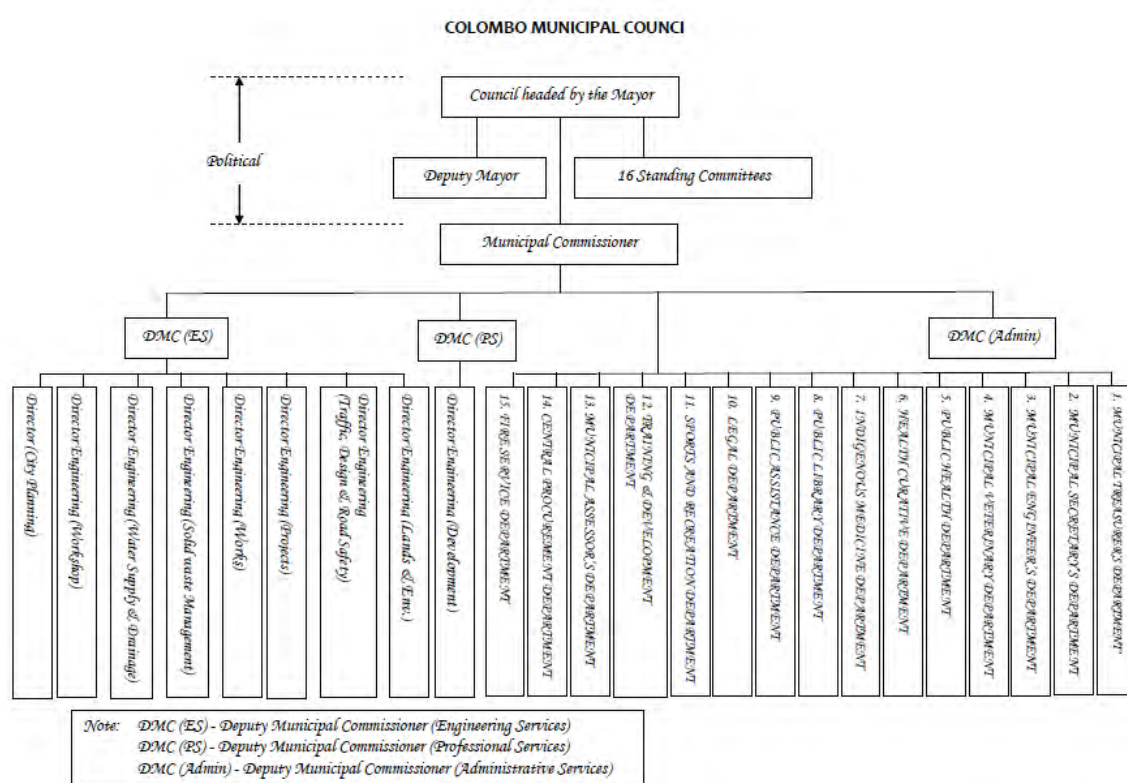 COLOMBO MUNICIPAL COUNCI
Council headed by the Mayor
Political
Deputy Mayor
16 Standing Committees
Municipal Commissioner
DMC (ES)
DMC (PS)
DMC (Admin)
Director (City Planning)
Director Engineering (Workshop)
Director Engineering (Water Supply & Drainage)
Director Engineering (Solid waste Management)
Director Engineering (Works)
Director Engineering (Projects)
Director Engineering
(Traffic, Design & Road Safety)
Director Engineering (Lands & Env.)
Director Engineering (Development)
15. FIRE SERVICE DEPARTMENT
14. CENTRAL PROCUREMENT DEPARTMENT
13. MUNICIPAL ASSESSOR'S DEPARTMENT
12. TRAINING & DEVELOPMENT
DEPARTMENT
11. SPORTS AND RECREATION DEPARTMENT
10. LEGAL DEPARTMENT
9. PUBLIC ASSISTANCE DEPARTMENT
8. PUBLIC LIBRARY DEPARTMENT
7. INDIGENOUS MEDICINE DEPARTMENT
6. HEALTH CURATIVE DEPARTMENT
5. PUBLIC HEALTH DEPARTMENT
4. MUNICIPAL VETERINARY DEPARTMENT
3. MUNICIPAL ENGINEER'S DEPARTMENT
2. MUNICIPAL SECRETARY'S DEPARTMENT
1. MUNICIPAL TREASURER'S DEPARTMENT
Note: DMC (ES) - Deputy Municipal Commissioner (Engineering Services)
DMC (PS) - Deputy Municipal Commissioner (Professional Services)
DMC (Admin) - Deputy Municipal Commissioner (Administrative Services)